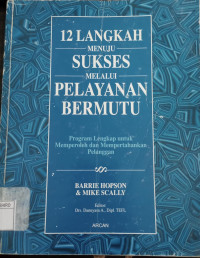 12 LANGKAH
MENUJU
SUKSES
MELALUI
PELAYANAN
BERMUTU
Program Lengkap untuk
Memperoleh dan Mempertahankan
Pelanggan
BARRIE HOPSON
& MIKE SCALLY
Editor
ARCAN